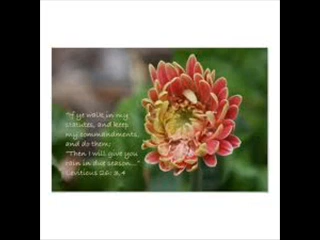 "If ye walk in my
statutes, and keep
my commandments,
and do them;
"Then I will give you
rain in due season..."
Leviticus 26: 3,4